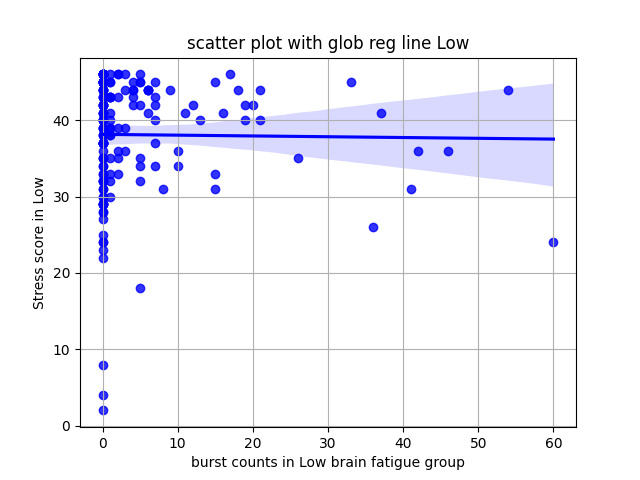 scatter plot with glob reg line Low
Stress score in Low
40
30
20
10
0
0 10 20 30 40 50 60
burst counts in Low brain fatigue group